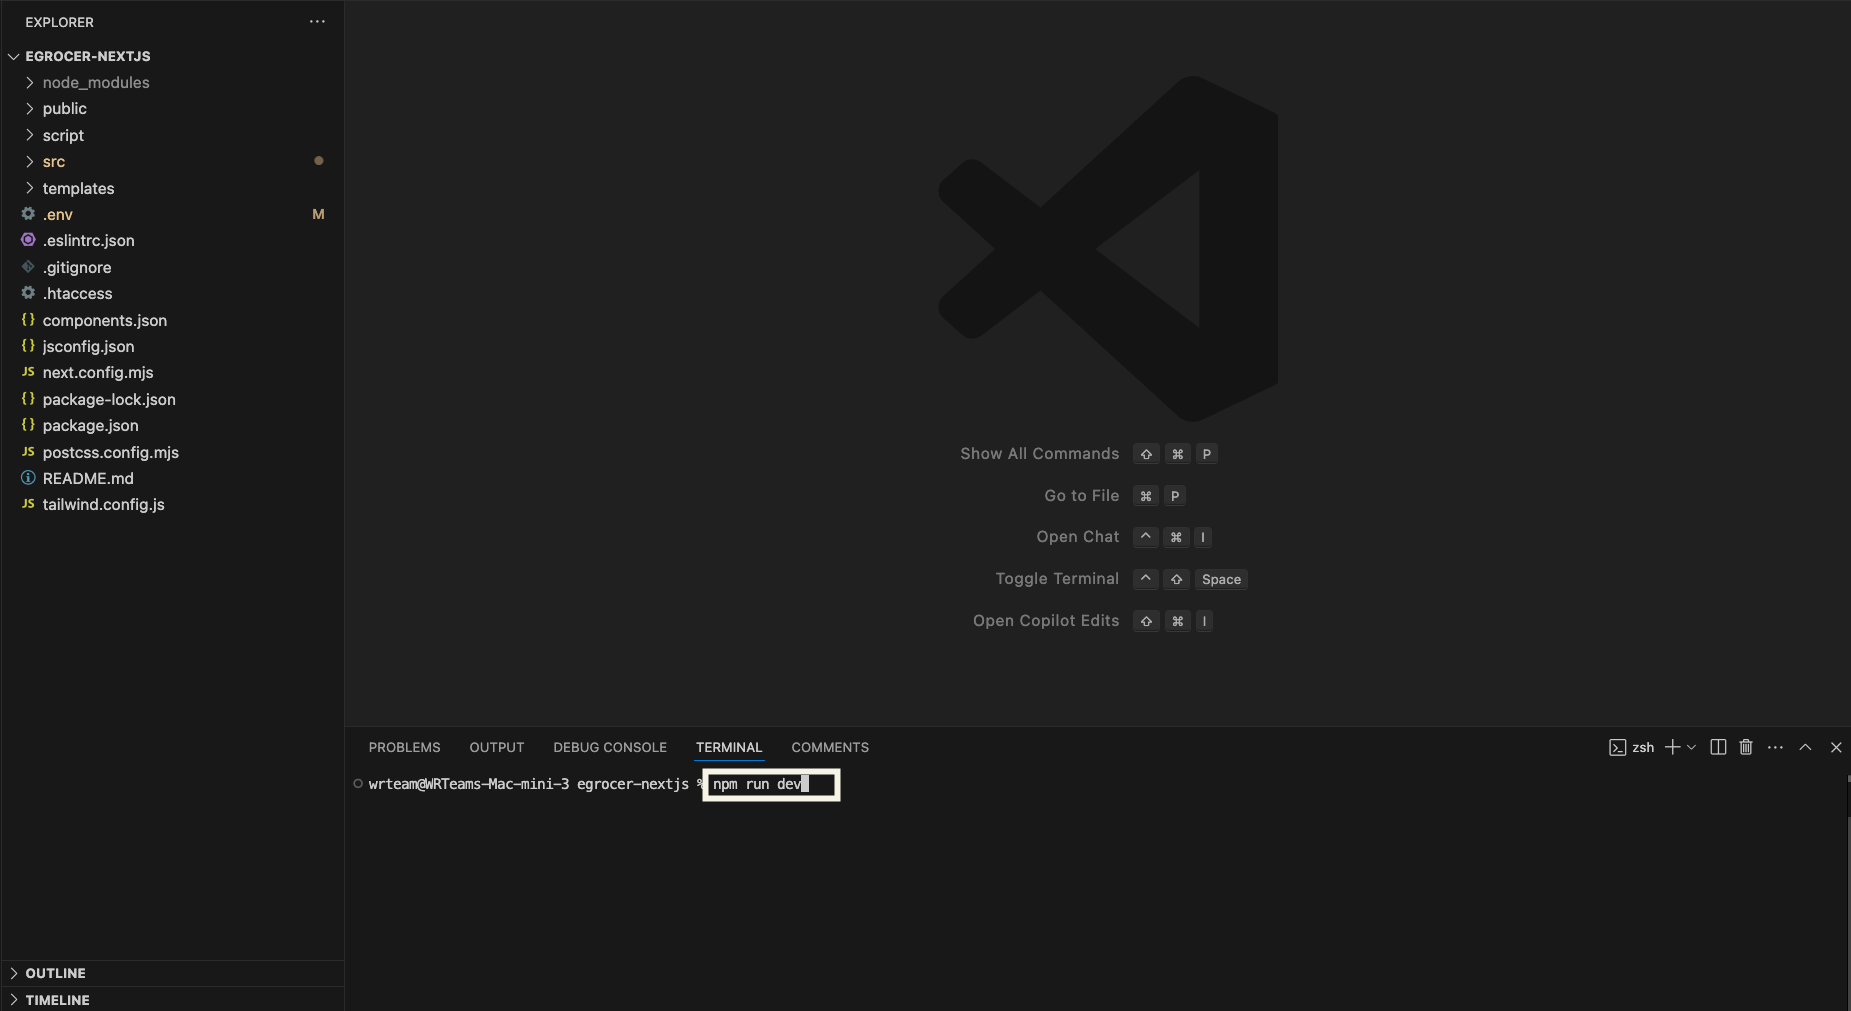 EXPLORER
EGROCER-NEXTJS
node_modules
public
script
src
templates
.env M
.eslintrc.json
.gitignore
.htaccess
{} components.json
{} jsconfig.json
JS next.config.mjs
{} package-lock.json
{} package.json
JS postcss.config.mjs
README.md
JS tailwind.config.js
OUTLINE
TIMELINE
Show All Commands ⇧ ⌘ P
Go to File ⌘ P
Open Chat ^ ⌘ I
Toggle Terminal ^ ⇧ Space
Open Copilot Edits ⇧ ⌘ I
PROBLEMS OUTPUT DEBUG CONSOLE TERMINAL COMMENTS zsh
wrteam@WRTeams-Mac-mini-3 egrocer-nextjs % npm run dev